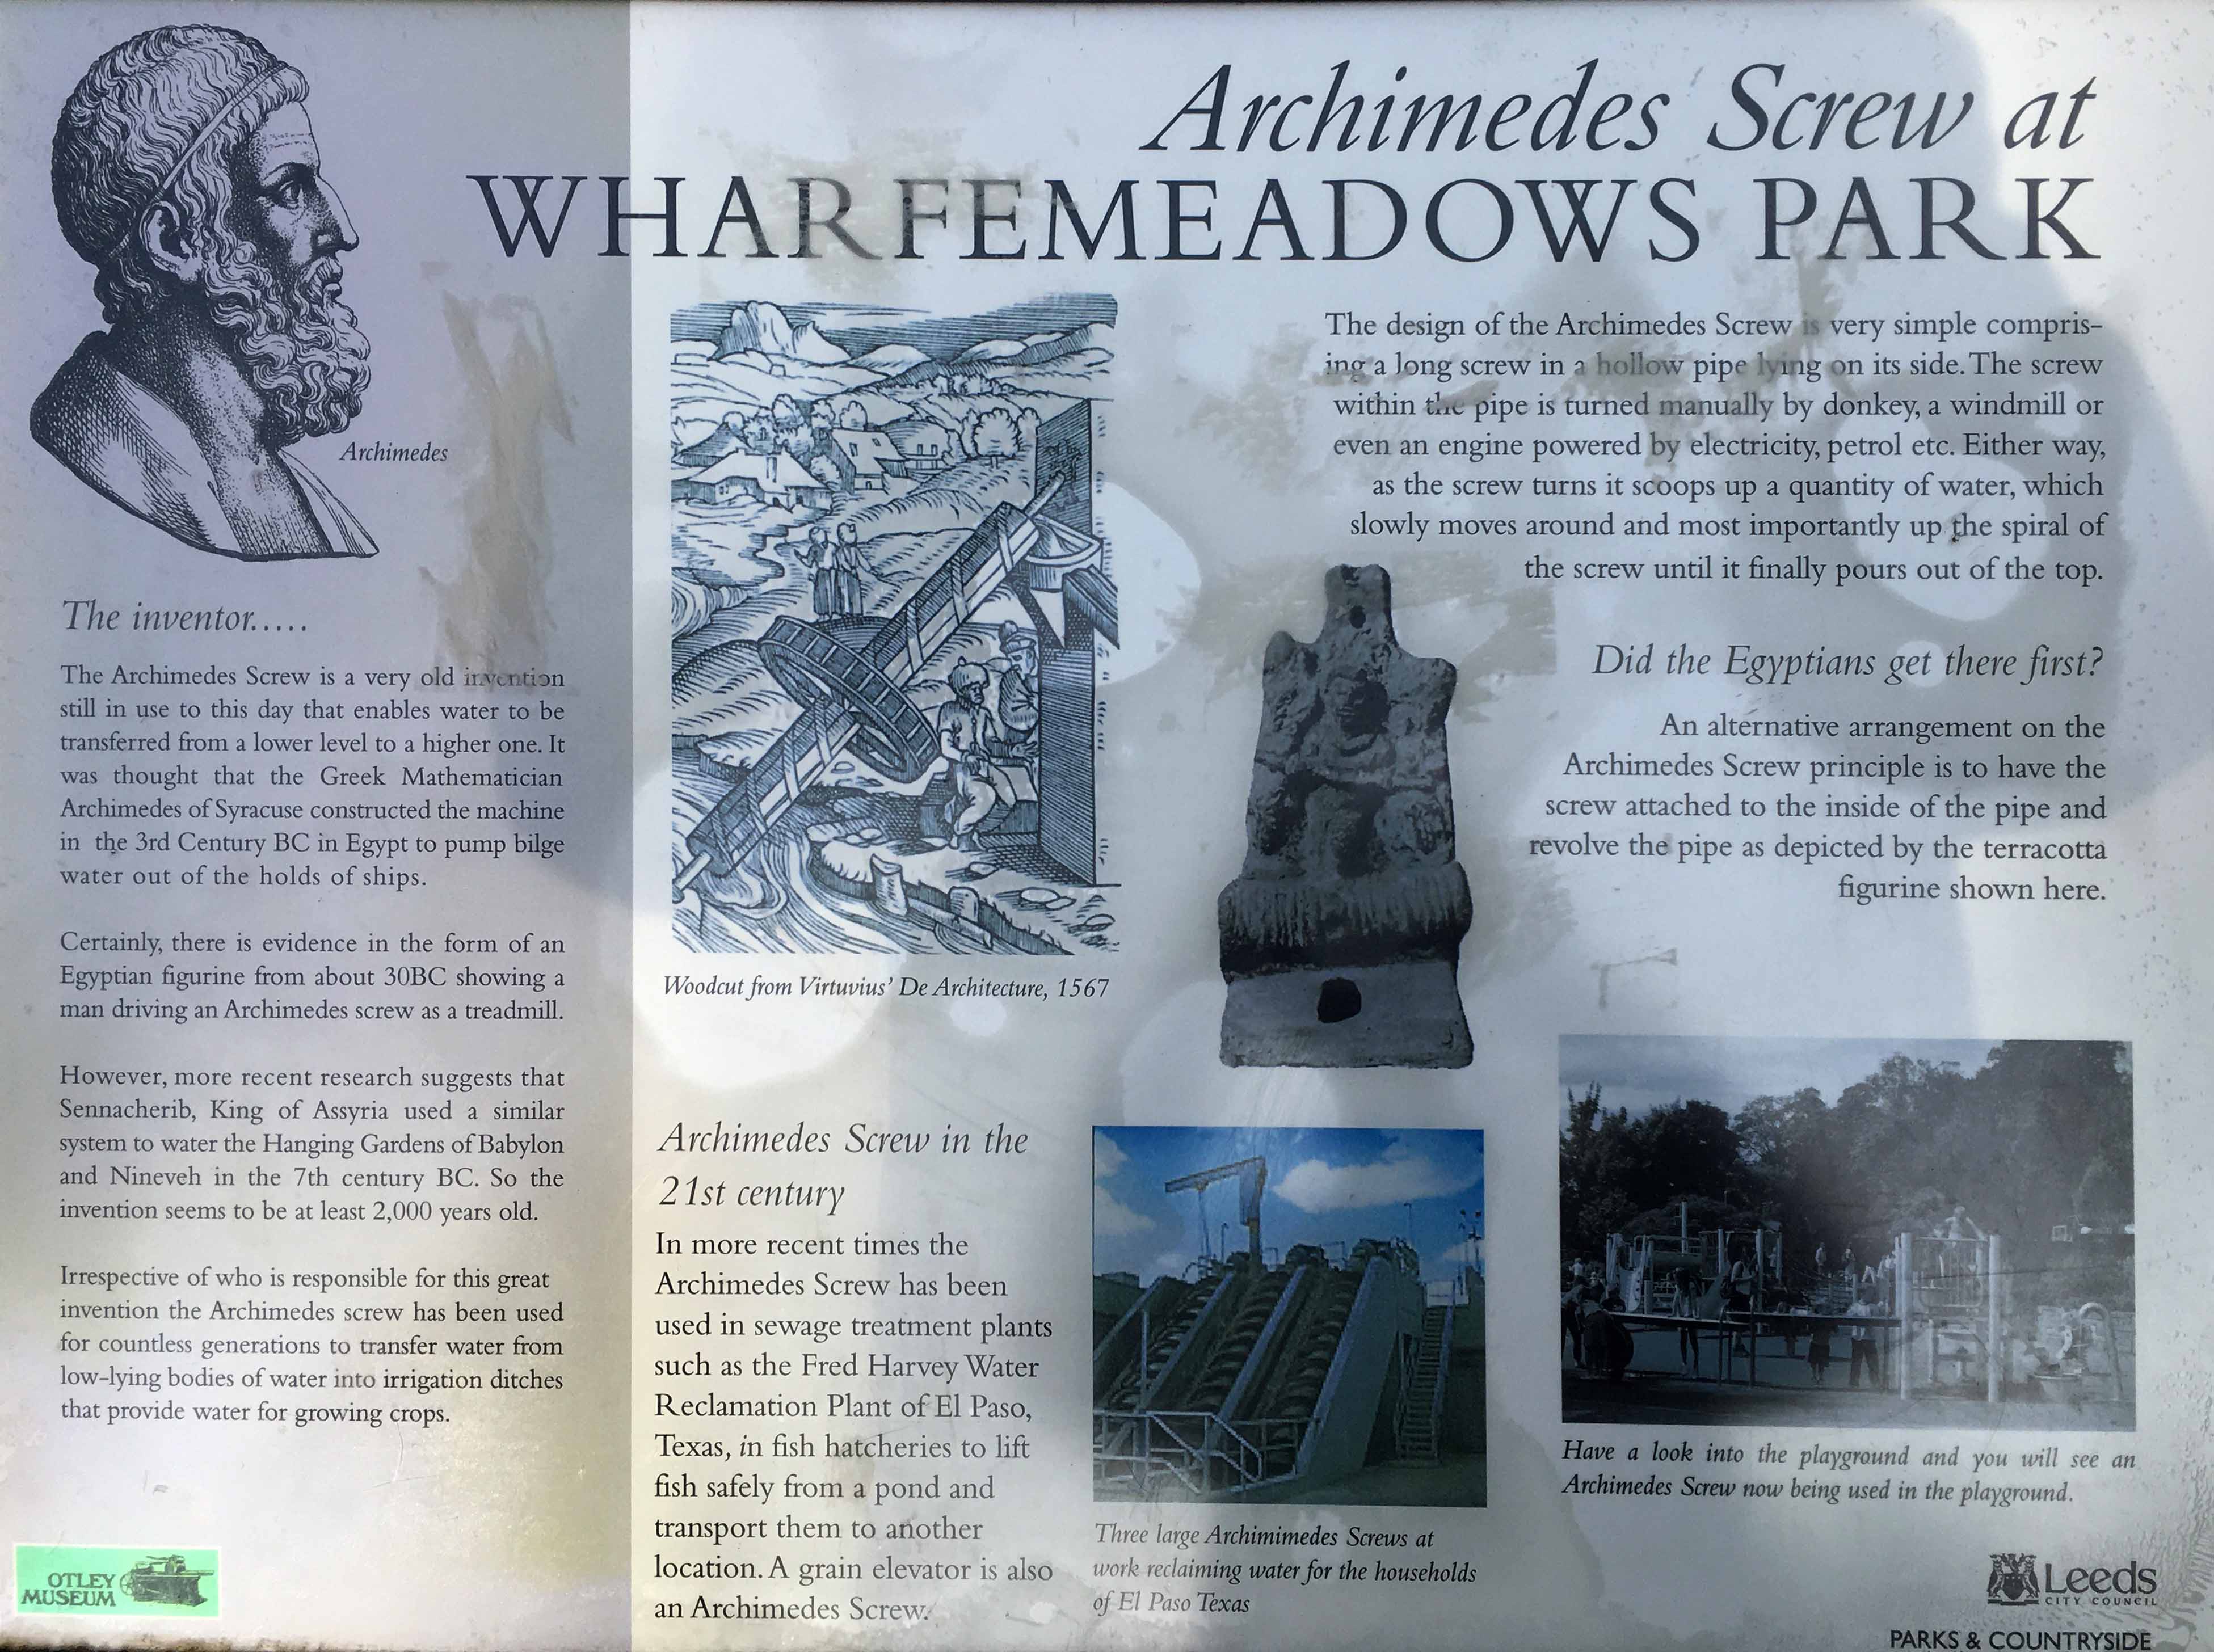 Archimedes Screw at
WHARFEMEADOWS PARK
Archimedes
The inventor.....
The Archimedes Screw is a very old invention
still in use to this day that enables water to be
transferred from a lower level to a higher one. It
was thought that the Greek Mathematician
Archimedes of Syracuse constructed the machine
in the 3rd Century BC in Egypt to pump bilge
water out of the holds of ships.
Certainly, there is evidence in the form of an
Egyptian figurine from about 30BC showing a
man driving an Archimedes screw as a treadmill.
However, more recent research suggests that
Sennacherib, King of Assyria used a similar
system to water the Hanging Gardens of Babylon
and Nineveh in the 7th century BC. So the
invention seems to be at least 2,000 years old.
Irrespective of who is responsible for this great
invention the Archimedes screw has been used
for countless generations to transfer water from
low-lying bodies of water into irrigation ditches
that provide water for growing crops.
OTLEY
MUSEUM
Woodcut from Virtuvius' De Architecture, 1567
The design of the Archimedes Screw is very simple compris-
ing a long screw in a hollow pipe lying on its side. The screw
within the pipe is turned manually by donkey, a windmill or
even an engine powered by electricity, petrol etc. Either way,
as the screw turns it scoops up a quantity of water, which
slowly moves around and most importantly up the spiral of
the screw until it finally pours out of the top.
Did the Egyptians get there first?
An alternative arrangement on the
Archimedes Screw principle is to have the
screw attached to the inside of the pipe and
revolve the pipe as depicted by the terracotta
figurine shown here.
Archimedes Screw in the
21st century
In more recent times the
Archimedes Screw has been
used in sewage treatment plants
such as the Fred Harvey Water
Reclamation Plant of El Paso,
Texas, in fish hatcheries to lift
fish safely from a pond and
transport them to another
location. A grain elevator is also
an Archimedes Screw.
Three large Archimimedes Screws at
work reclaiming water for the households
of El Paso Texas
Have a look into the playground and you will see an
Archimedes Screw now being used in the playground.
Leeds
CITY COUNCIL
PARKS & COUNTRYSIDE